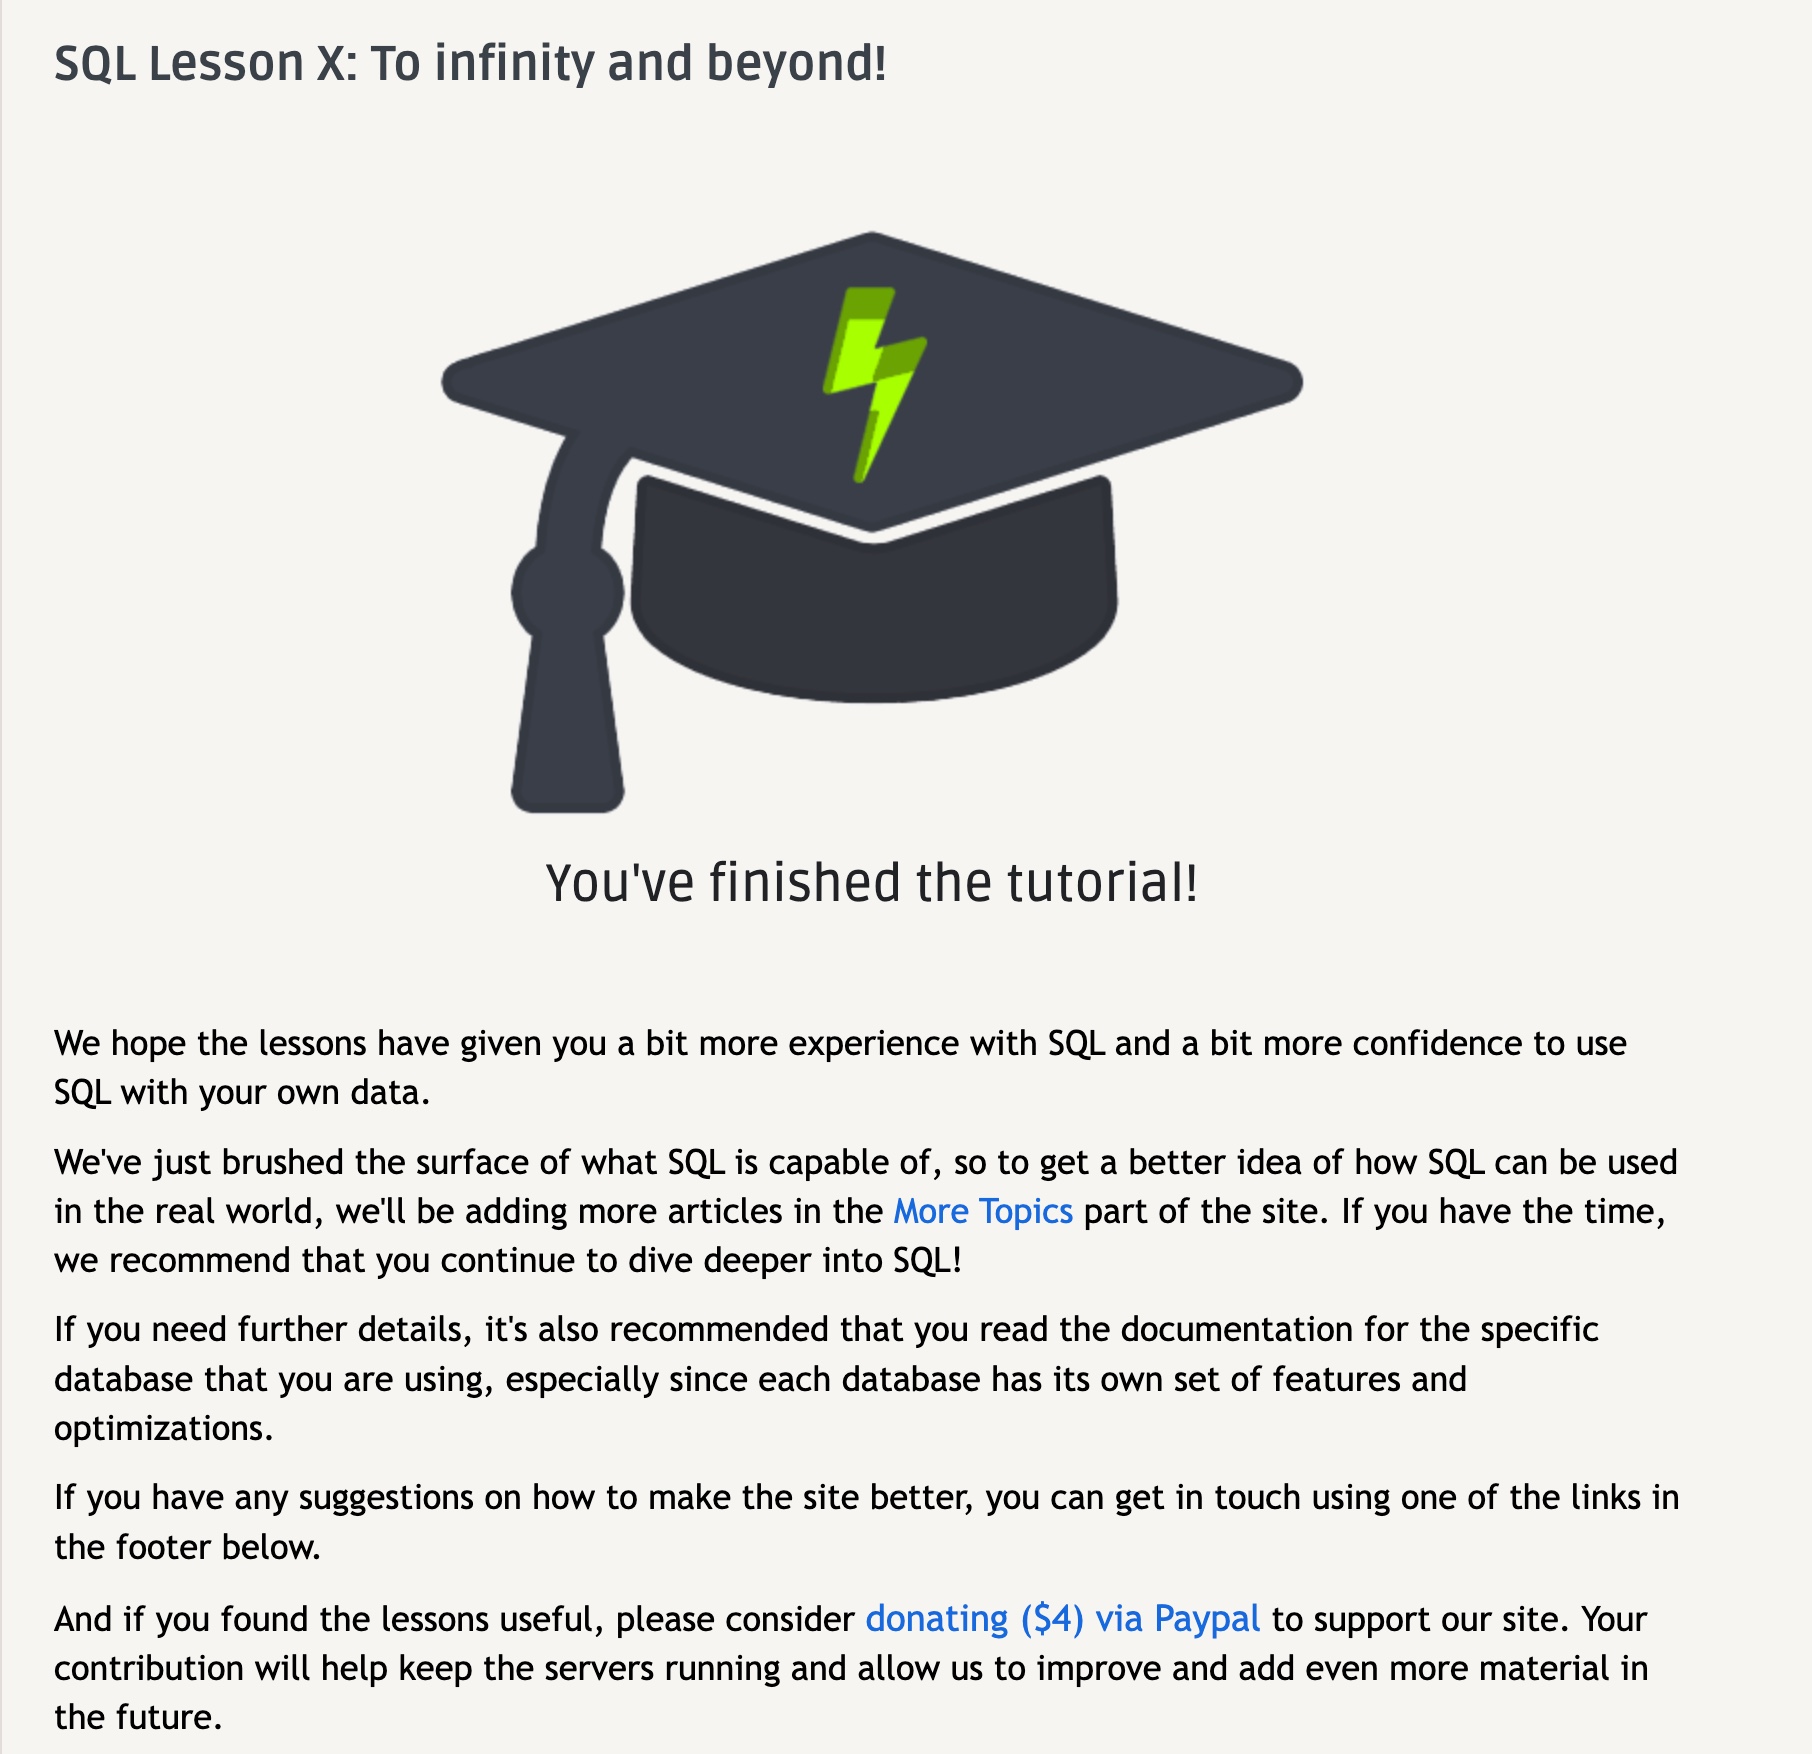 SQL Lesson X: To infinity and beyond!
You've finished the tutorial!
We hope the lessons have given you a bit more experience with SQL and a bit more confidence to use
SQL with your own data.
We've just brushed the surface of what SQL is capable of, so to get a better idea of how SQL can be used
in the real world, we'll be adding more articles in the More Topics part of the site. If you have the time,
we recommend that you continue to dive deeper into SQL!
If you need further details, it's also recommended that you read the documentation for the specific
database that you are using, especially since each database has its own set of features and
optimizations.
If you have any suggestions on how to make the site better, you can get in touch using one of the links in
the footer below.
And if you found the lessons useful, please consider donating ($4) via Paypal to support our site. Your
contribution will help keep the servers running and allow us to improve and add even more material in
the future.